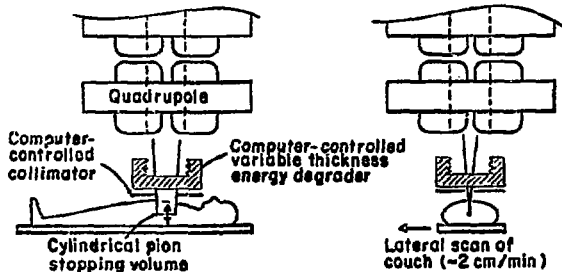 Quadrupole
Computer-
controlled
collimator
Computer-controlled
variable thickness
energy degrader
Cylindrical pion
stopping volume
Lateral scan of
couch (~2 cm/min)